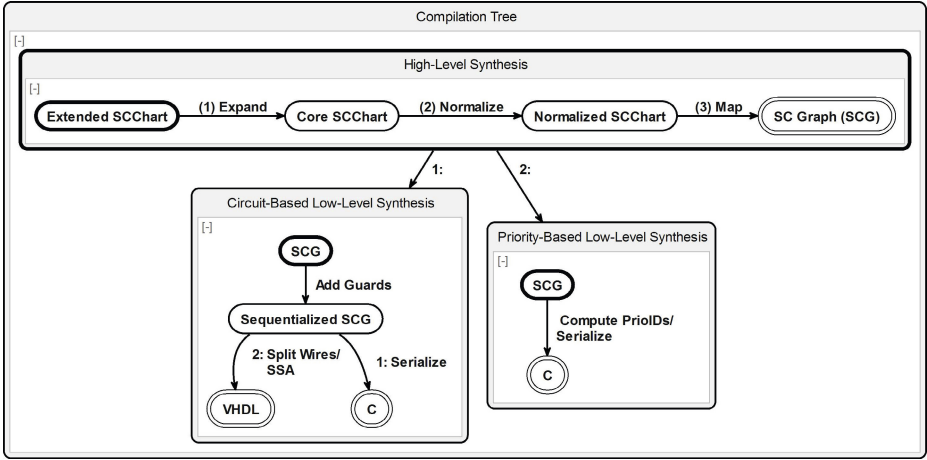 Compilation Tree
[-]
High-Level Synthesis
[-]
Extended SCChart
(1) Expand
Core SCChart
(2) Normalize
Normalized SCChart
(3) Map
SC Graph (SCG)
1:
2:
Circuit-Based Low-Level Synthesis
[-]
SCG
Add Guards
Sequentialized SCG
2: Split Wires/
SSA
1: Serialize
VHDL
C
Priority-Based Low-Level Synthesis
[-]
SCG
Compute PrioIDs/
Serialize
C